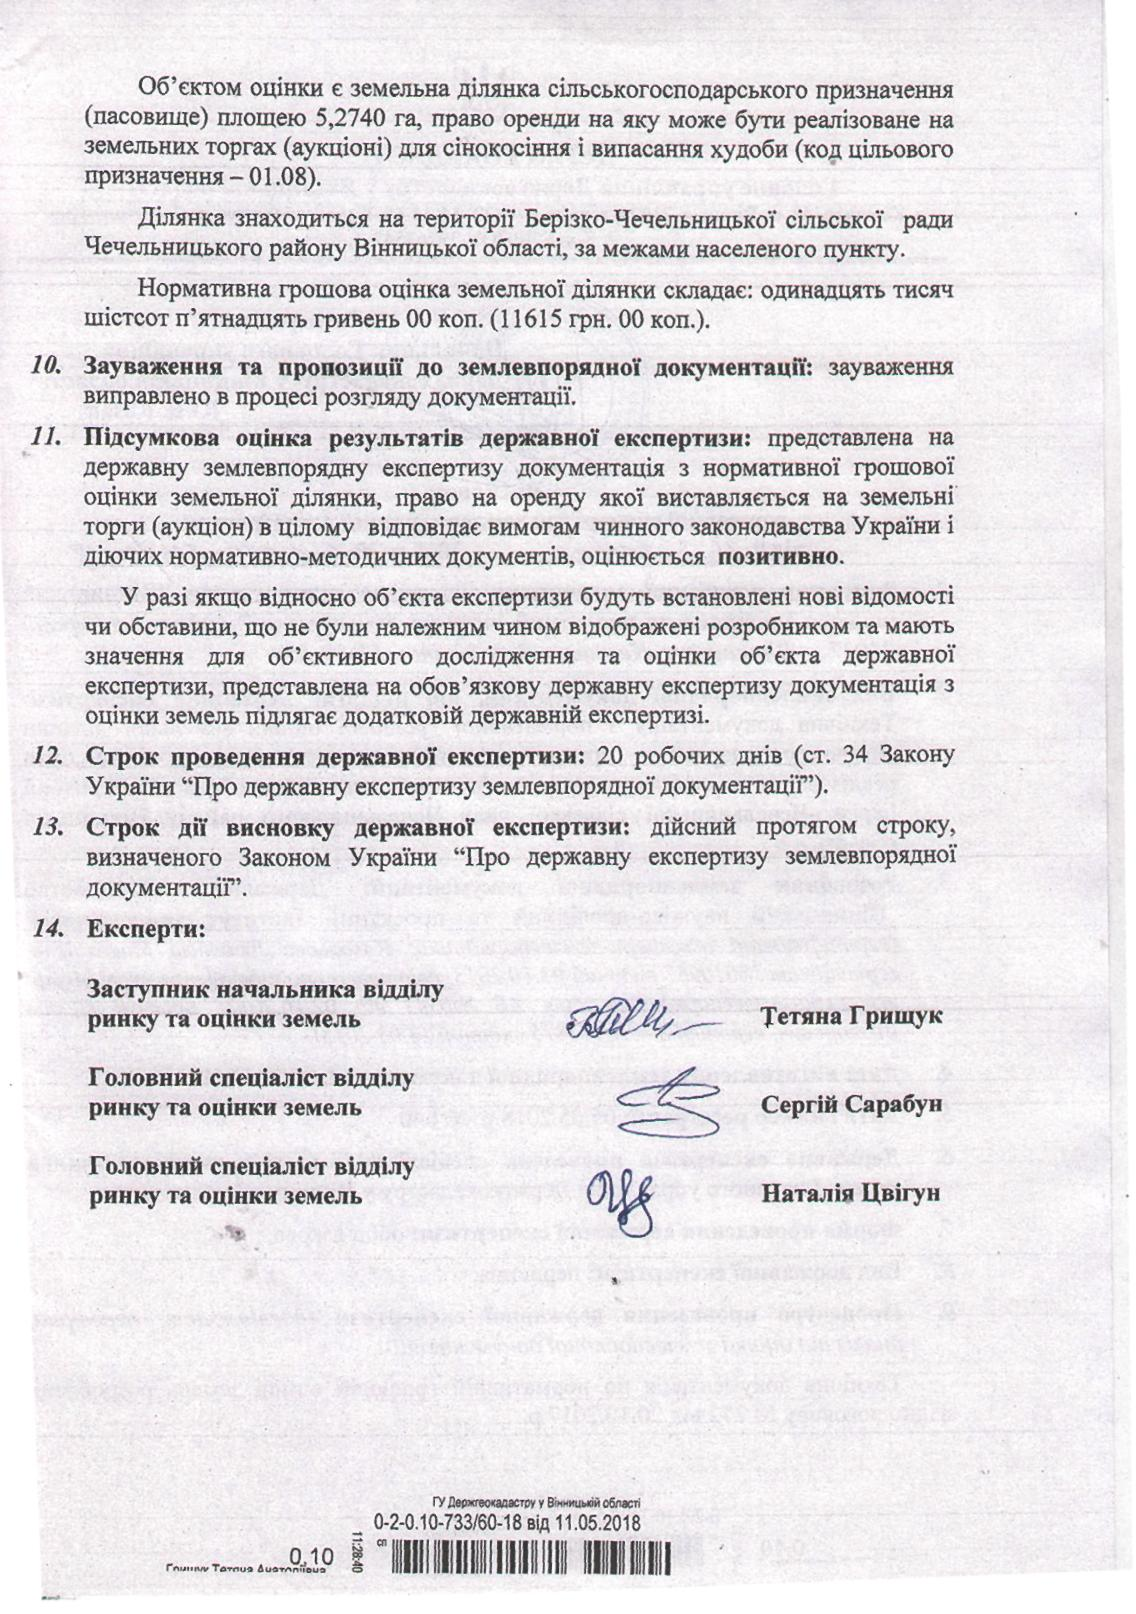 Об’єктом оцінки є земельна ділянка сільськогосподарського призначення
(пасовище) площею 5,2740 га, право оренди на яку може бути реалізоване на
земельних торгах (аукціоні) для сінокосіння і випасання худоби (код цільового
призначення – 01.08).
Ділянка знаходиться на території Берізко-Чечельницької сільської ради
Чечельницького району Вінницької області, за межами населеного пункту.
Нормативна грошова оцінка земельної ділянки складає: одинадцять тисяч
шістсот п’ятнадцять гривень 00 коп. (11615 грн. 00 коп.).
10. Зауваження та пропозиції до землевпорядної документації: зауваження
виправлено в процесі розгляду документації.
11. Підсумкова оцінка результатів державної експертизи: представлена на
державну землевпорядну експертизу документація з нормативної грошової
оцінки земельної ділянки, право на оренду якої виставляється на земельні
торги (аукціон) в цілому відповідає вимогам чинного законодавства України і
діючих нормативно-методичних документів, оцінюється позитивно.
У разі якщо відносно об’єкта експертизи будуть встановлені нові відомості
чи обставини, що не були належним чином відображені розробником та мають
значення для об’єктивного дослідження та оцінки об’єкта державної
експертизи, представлена на обов’язкову державну експертизу документація з
оцінки земель підлягає додатковій державній експертизі.
12. Строк проведення державної експертизи: 20 робочих днів (ст. 34 Закону
України “Про державну експертизу землевпорядної документації”).
13. Строк дії висновку державної експертизи: дійсний протягом строку,
визначеного Законом України “Про державну експертизу землевпорядної
документації”.
14. Експерти:
Заступник начальника відділу
ринку та оцінки земель Тетяна Грищук
Головний спеціаліст відділу
ринку та оцінки земель Сергій Сарабун
Головний спеціаліст відділу
ринку та оцінки земель Наталія Цвігун
ГУ Держгеокадастру у Вінницькій області
0-2-0.10-733/60-18 від 11.05.2018
сп
11:28:40
0,10
Грищук Тетяна Анатоліївна